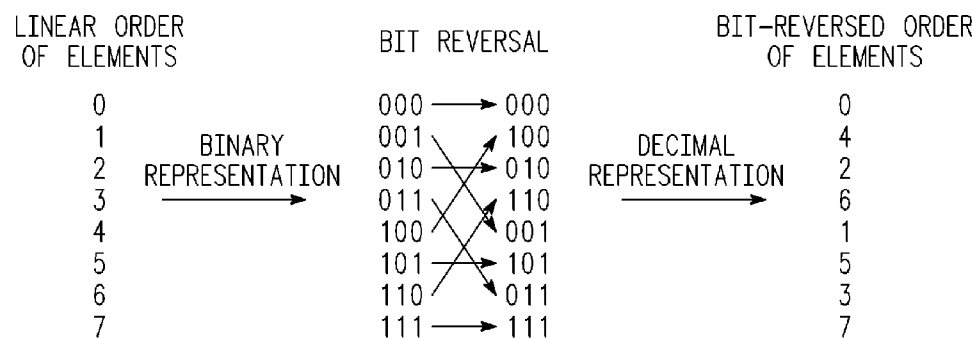 LINEAR ORDER
OF ELEMENTS
BIT REVERSAL
BIT-REVERSED ORDER
OF ELEMENTS
0 000 000 0
1 001 100 4
BINARY DECIMAL
2 010 010 2
REPRESENTATION REPRESENTATION
3 011 110 6
4 100 001 1
5 101 101 5
6 110 011 3
7 111 111 7